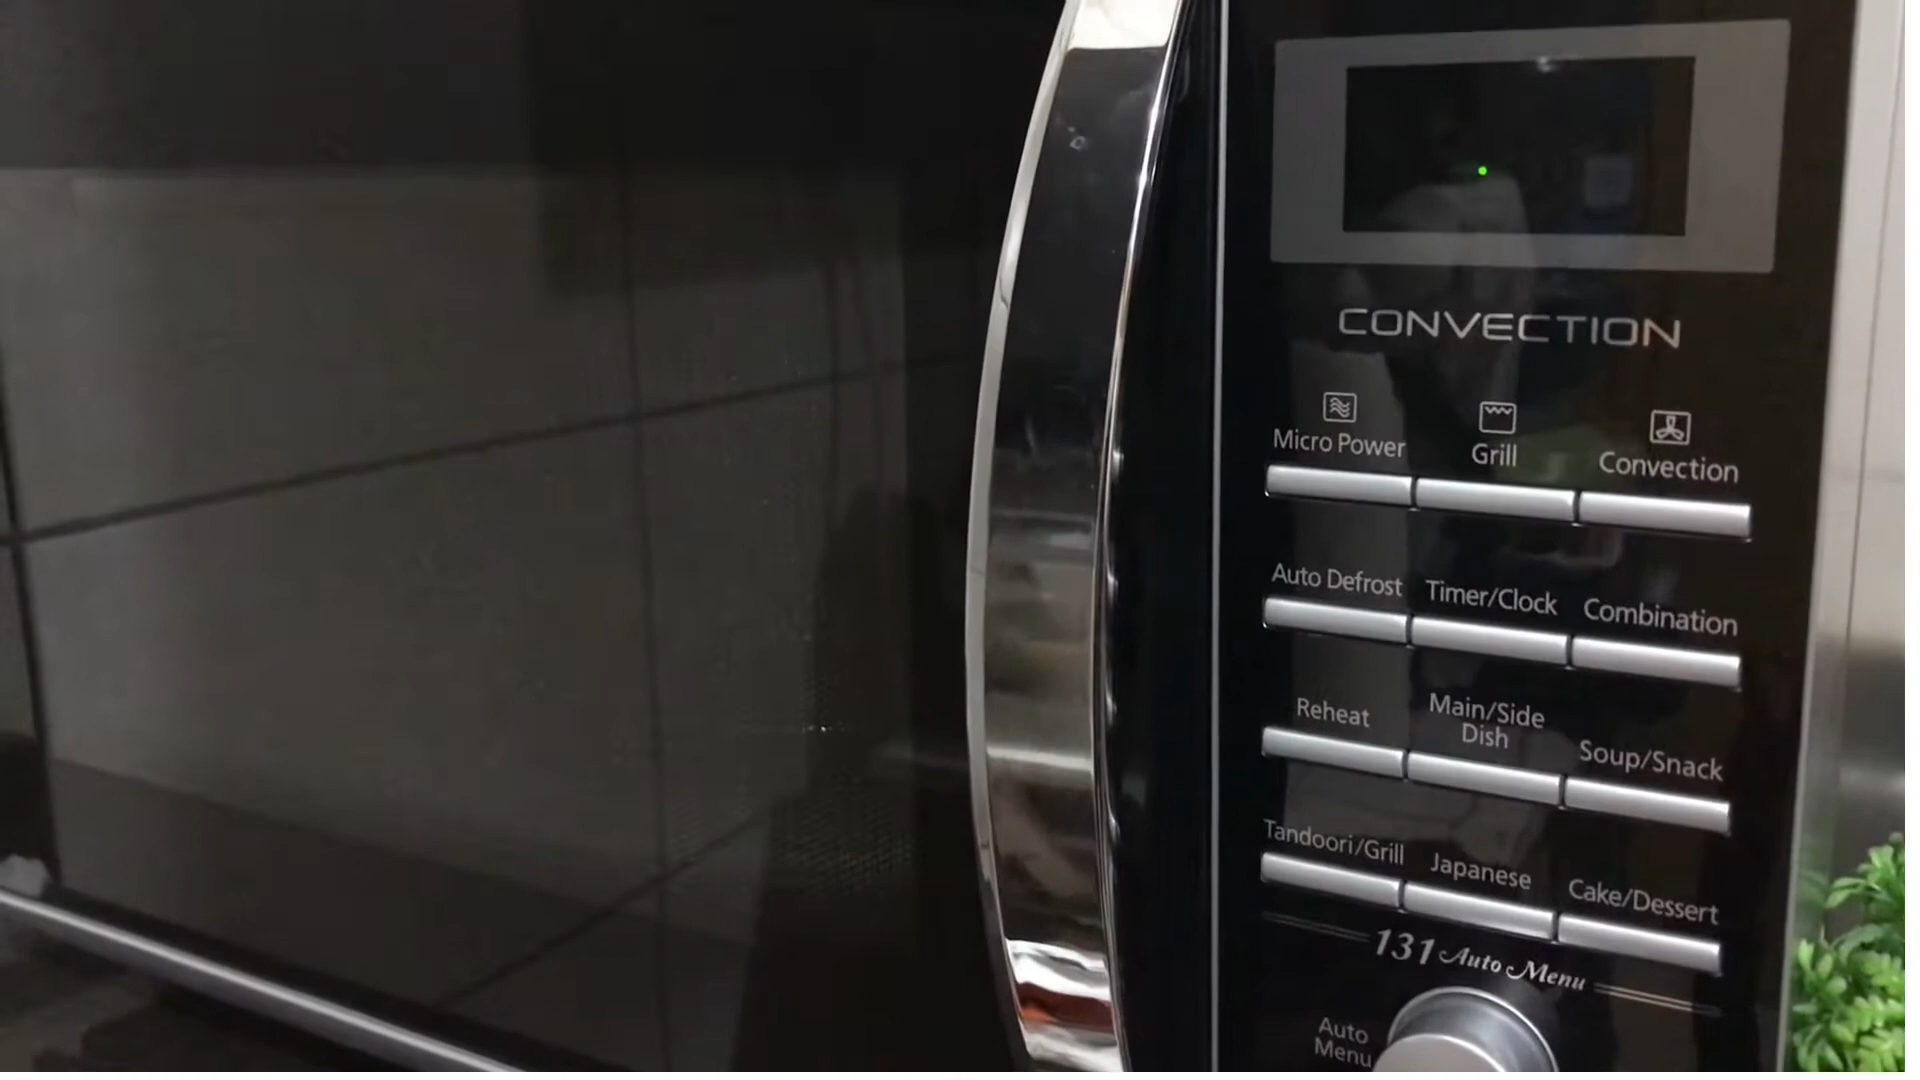 CONVECTION
Micro Power Grill Convection
Auto Defrost Timer/Clock Combination
Reheat Main/Side
Dish Soup/Snack
Tandoori/Grill Japanese Cake/Dessert
131 Auto Menu
Auto
Menu